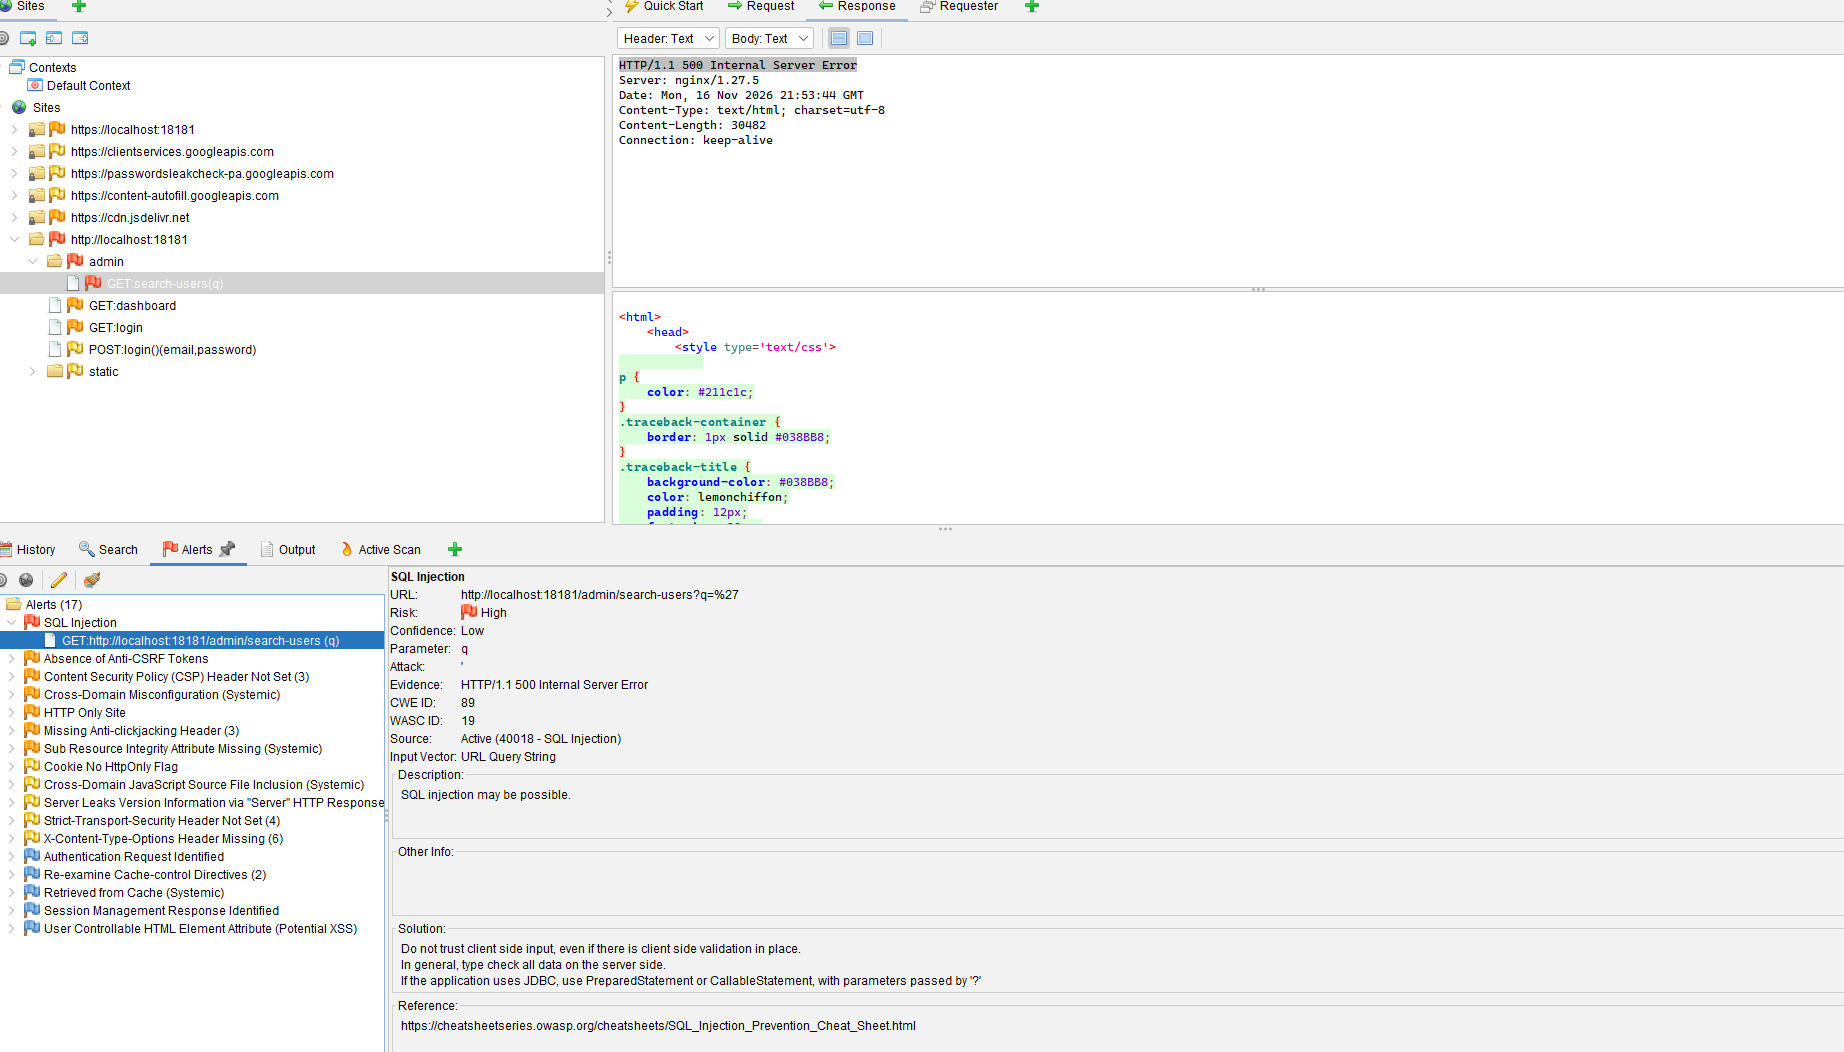 Sites
Quick Start
Request
Response
Requester
Header: Text
Body: Text
Contexts
Default Context
Sites
https://localhost:18181
https://clientservices.googleapis.com
https://passwordsleakcheck-pa.googleapis.com
https://content-autofill.googleapis.com
https://cdn.jsdelivr.net
http://localhost:18181
admin
GET:search-users(q)
GET:dashboard
GET:login
POST:login()(email,password)
static
HTTP/1.1 500 Internal Server Error
Server: nginx/1.27.5
Date: Mon, 16 Nov 2026 21:53:44 GMT
Content-Type: text/html; charset=utf-8
Content-Length: 30482
Connection: keep-alive
<html>
<head>
<style type='text/css'>
p {
color: #211c1c;
}
.traceback-container {
border: 1px solid #038BB8;
}
.traceback-title {
background-color: #038BB8;
color: lemonchiffon;
padding: 12px;
History
Search
Alerts
Output
Active Scan
Alerts (17)
SQL Injection
GET:http://localhost:18181/admin/search-users (q)
Absence of Anti-CSRF Tokens
Content Security Policy (CSP) Header Not Set (3)
Cross-Domain Misconfiguration (Systemic)
HTTP Only Site
Missing Anti-clickjacking Header (3)
Sub Resource Integrity Attribute Missing (Systemic)
Cookie No HttpOnly Flag
Cross-Domain JavaScript Source File Inclusion (Systemic)
Server Leaks Version Information via "Server" HTTP Response
Strict-Transport-Security Header Not Set (4)
X-Content-Type-Options Header Missing (6)
Authentication Request Identified
Re-examine Cache-control Directives (2)
Retrieved from Cache (Systemic)
Session Management Response Identified
User Controllable HTML Element Attribute (Potential XSS)
SQL Injection
URL: http://localhost:18181/admin/search-users?q=%27
Risk: High
Confidence: Low
Parameter: q
Attack: '
Evidence: HTTP/1.1 500 Internal Server Error
CWE ID: 89
WASC ID: 19
Source: Active (40018 - SQL Injection)
Input Vector: URL Query String
Description:
SQL injection may be possible.
Other Info:
Solution:
Do not trust client side input, even if there is client side validation in place.
In general, type check all data on the server side.
If the application uses JDBC, use PreparedStatement or CallableStatement, with parameters passed by '?'
Reference:
https://cheatsheetseries.owasp.org/cheatsheets/SQL_Injection_Prevention_Cheat_Sheet.html